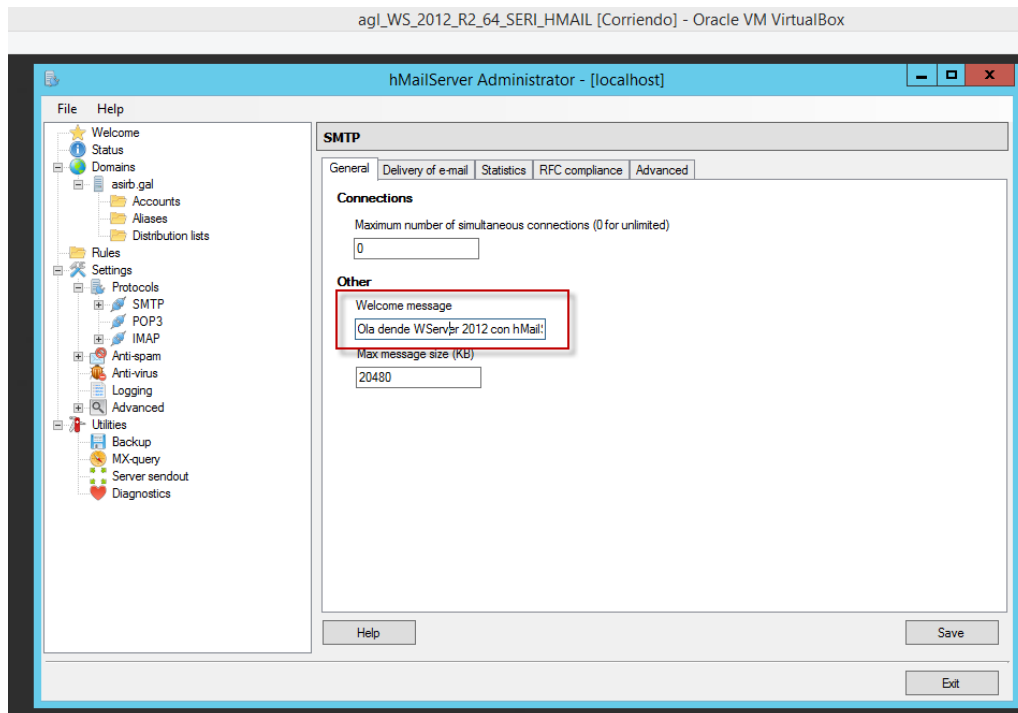 agl_WS_2012_R2_64_SERI_HMAIL [Corriendo] - Oracle VM VirtualBox
hMailServer Administrator - [localhost]
File Help
Welcome
Status
Domains
asirb.gal
Accounts
Aliases
Distribution lists
Rules
Settings
Protocols
SMTP
POP3
IMAP
Anti-spam
Anti-virus
Logging
Advanced
Utilities
Backup
MX-query
Server sendout
Diagnostics
SMTP
General Delivery of e-mail Statistics RFC compliance Advanced
Connections
Maximum number of simultaneous connections (0 for unlimited)
0
Other
Welcome message
Ola dende WServer 2012 con hMail
Max message size (KB)
20480
Help Save
Exit